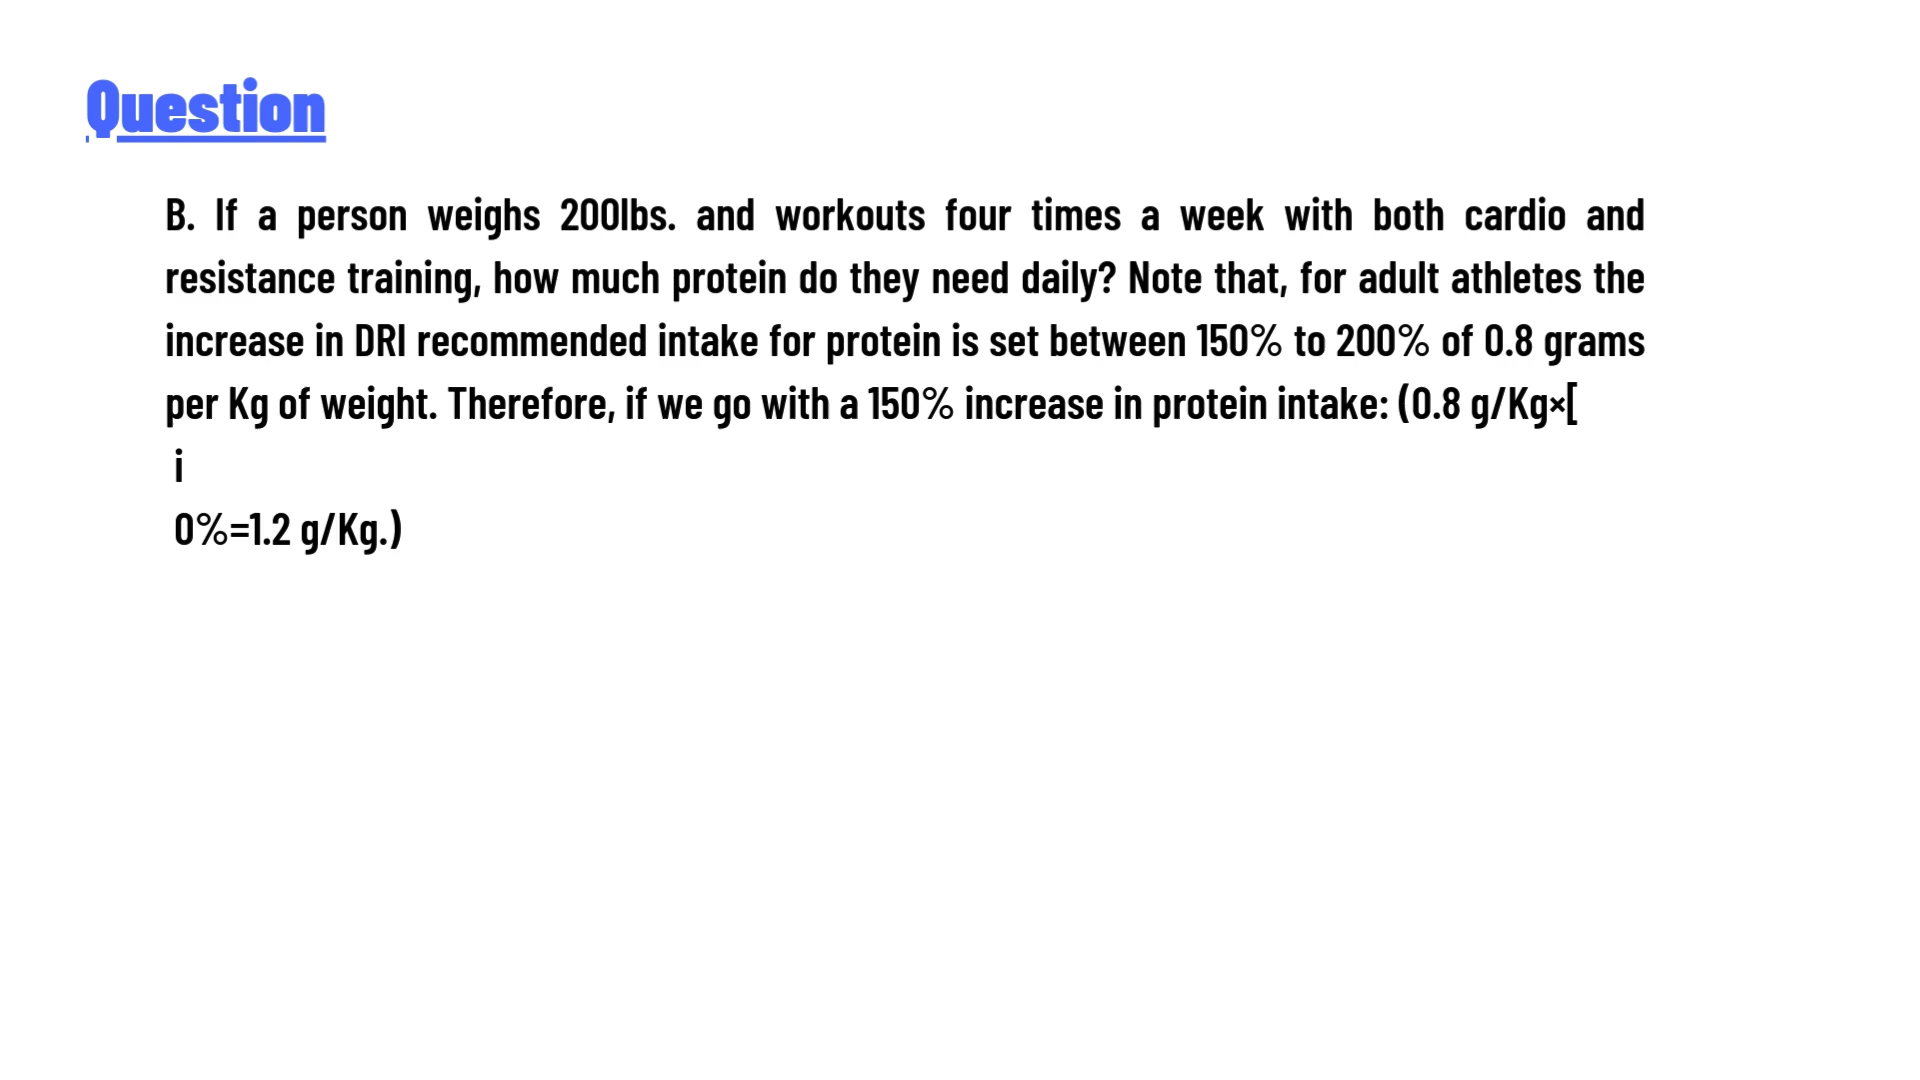 Question
B. If a person weighs 200lbs. and workouts four times a week with both cardio and
resistance training, how much protein do they need daily? Note that, for adult athletes the
increase in DRI recommended intake for protein is set between 150% to 200% of 0.8 grams
per Kg of weight. Therefore, if we go with a 150% increase in protein intake: (0.8 g/Kg×[
i
0%=1.2 g/Kg.)